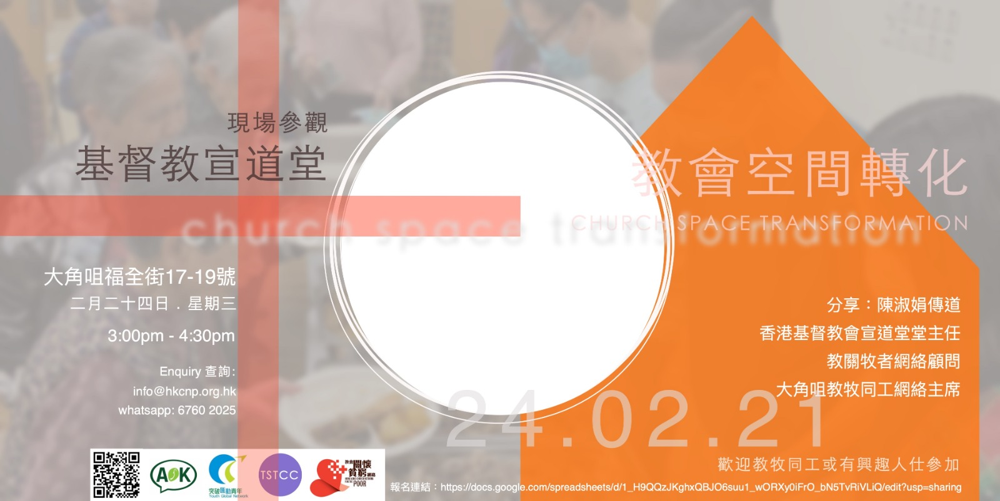 現場參觀
基督教宣道堂
教會空間轉化
CHURCH SPACE TRANSFORMATION
church space transformation
大角咀福全街17-19號
二月二十四日．星期三
3:00pm - 4:30pm
Enquiry 查詢：
info@hkcnp.org.hk
whatsapp: 6760 2025
分享：陳淑娟傳道
香港基督教會宣道堂堂主任
教關牧者網絡顧問
大角咀教牧同工網絡主席
24.02.21
歡迎教牧同工或有興趣人仕參加
AOK
突破匯動青年
Youth Global Network
TSTCC
教會關懷貧窮網絡
HONG KONG CHURCH NETWORK FOR THE POOR
報名連結：https://docs.google.com/spreadsheets/d/1_H9QQzJKghxQBJO6suu1_wORXy0iFrO_bN5TvRiVLiQ/edit?usp=sharing